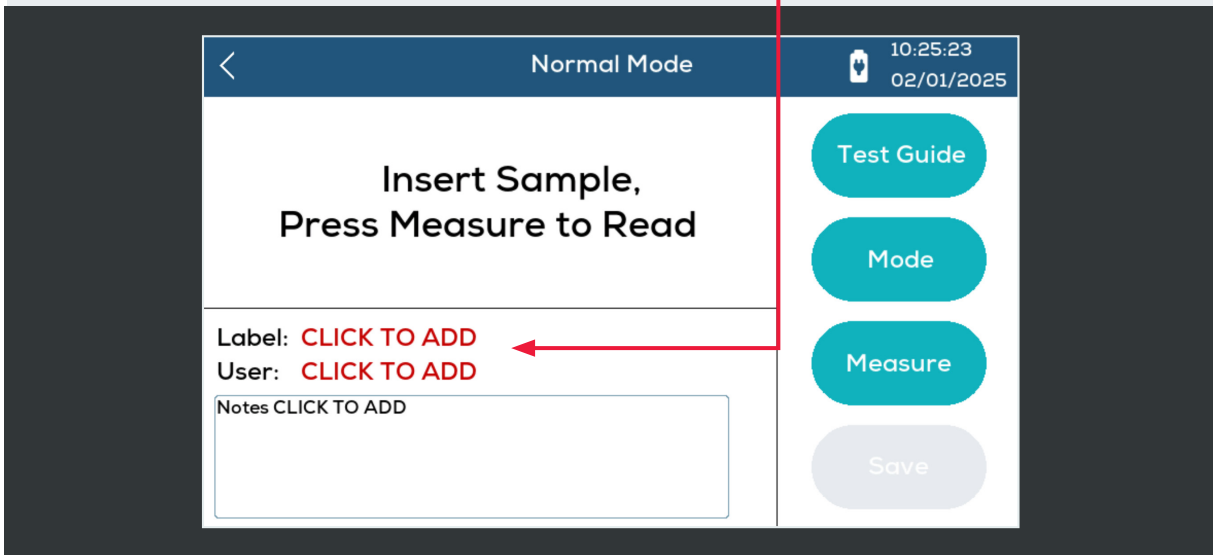 Normal Mode
10:25:23
02/01/2025
Insert Sample,
Press Measure to Read
Label: CLICK TO ADD
User: CLICK TO ADD
Notes CLICK TO ADD
Test Guide
Mode
Measure
Save